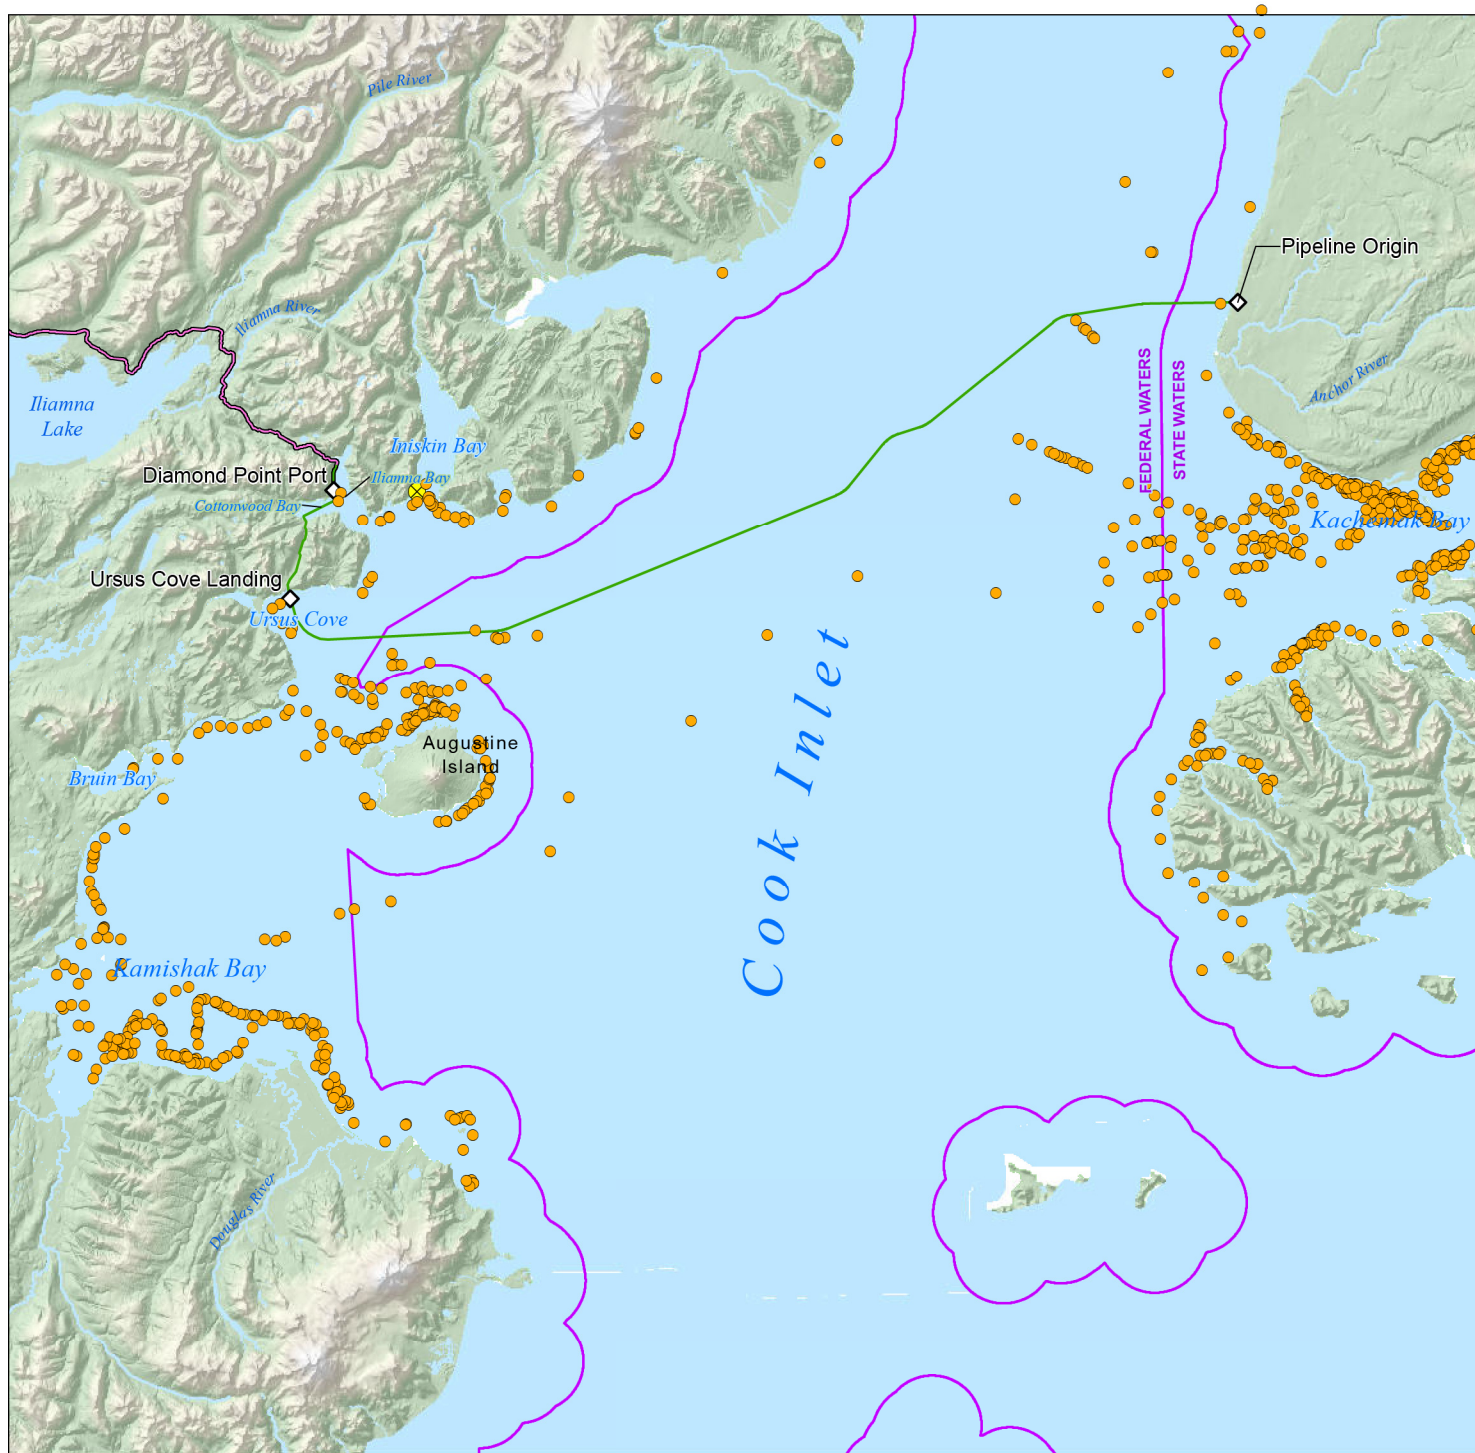 Pile River
Pipeline Origin
Iliamna River
FEDERAL WATERS
STATE WATERS
Anchor River
Iliamna
Lake
Iniskin Bay
Diamond Point Port
Iliamna Bay
Cottonwood Bay
Kachemak Bay
Ursus Cove Landing
Ursus Cove
Cook Inlet
Augustine
Island
Bruin Bay
Kamishak Bay
Douglas River